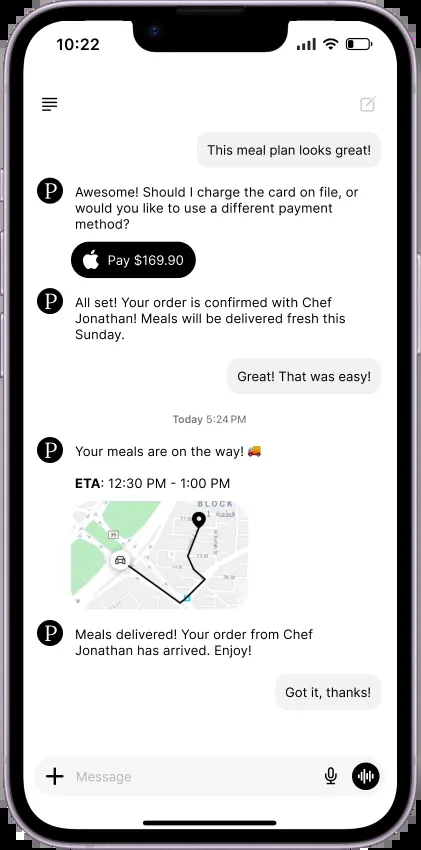 10:22
This meal plan looks great!
P
Awesome! Should I charge the card on file, or
would you like to use a different payment
method?
Pay $169.90
P
All set! Your order is confirmed with Chef
Jonathan! Meals will be delivered fresh this
Sunday.
Great! That was easy!
Today 5:24 PM
P
Your meals are on the way! 🚚
ETA: 12:30 PM - 1:00 PM
BLOCK
35
P
Meals delivered! Your order from Chef
Jonathan has arrived. Enjoy!
Got it, thanks!
Message